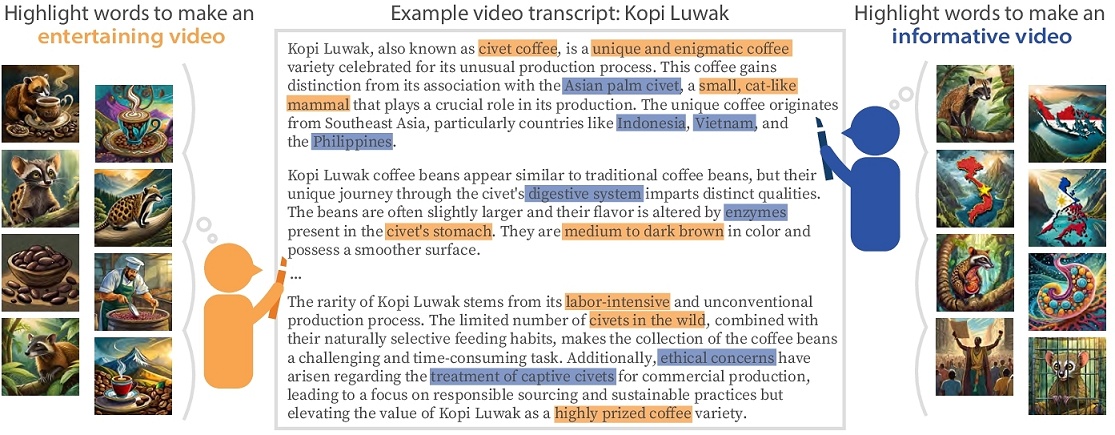 Highlight words to make an
entertaining video
Example video transcript: Kopi Luwak
Kopi Luwak, also known as civet coffee, is a unique and enigmatic coffee
variety celebrated for its unusual production process. This coffee gains
distinction from its association with the Asian palm civet, a small, cat-like
mammal that plays a crucial role in its production. The unique coffee originates
from Southeast Asia, particularly countries like Indonesia, Vietnam, and
the Philippines.
Kopi Luwak coffee beans appear similar to traditional coffee beans, but their
unique journey through the civet's digestive system imparts distinct qualities.
The beans are often slightly larger and their flavor is altered by enzymes
present in the civet's stomach. They are medium to dark brown in color and
possess a smoother surface.
...
The rarity of Kopi Luwak stems from its labor-intensive and unconventional
production process. The limited number of civets in the wild, combined with
their naturally selective feeding habits, makes the collection of the coffee beans
a challenging and time-consuming task. Additionally, ethical concerns have
arisen regarding the treatment of captive civets for commercial production,
leading to a focus on responsible sourcing and sustainable practices but
elevating the value of Kopi Luwak as a highly prized coffee variety.
Highlight words to make an
informative video